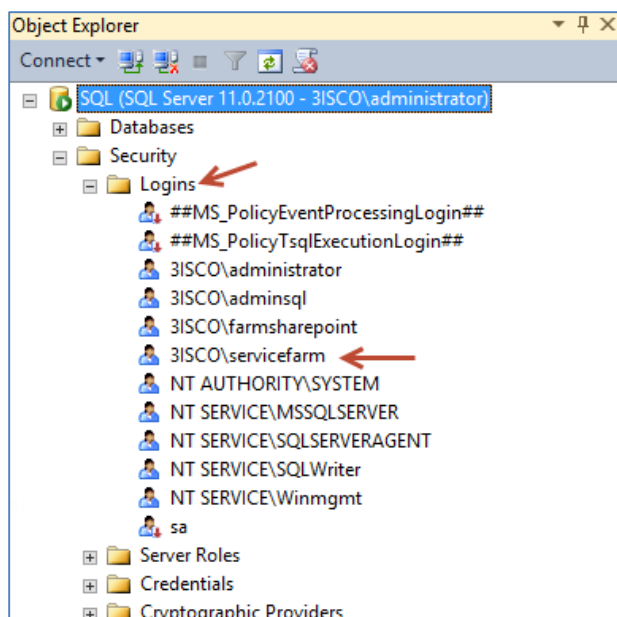 Object Explorer
Connect
SQL (SQL Server 11.0.2100 - 3ISCO\administrator)
Databases
Security
Logins
##MS_PolicyEventProcessingLogin##
##MS_PolicyTsqlExecutionLogin##
3ISCO\administrator
3ISCO\adminsql
3ISCO\farmsharepoint
3ISCO\servicefarm
NT AUTHORITY\SYSTEM
NT SERVICE\MSSQLSERVER
NT SERVICE\SQLSERVERAGENT
NT SERVICE\SQLWriter
NT SERVICE\Winmgmt
sa
Server Roles
Credentials
Cryptographic Providers